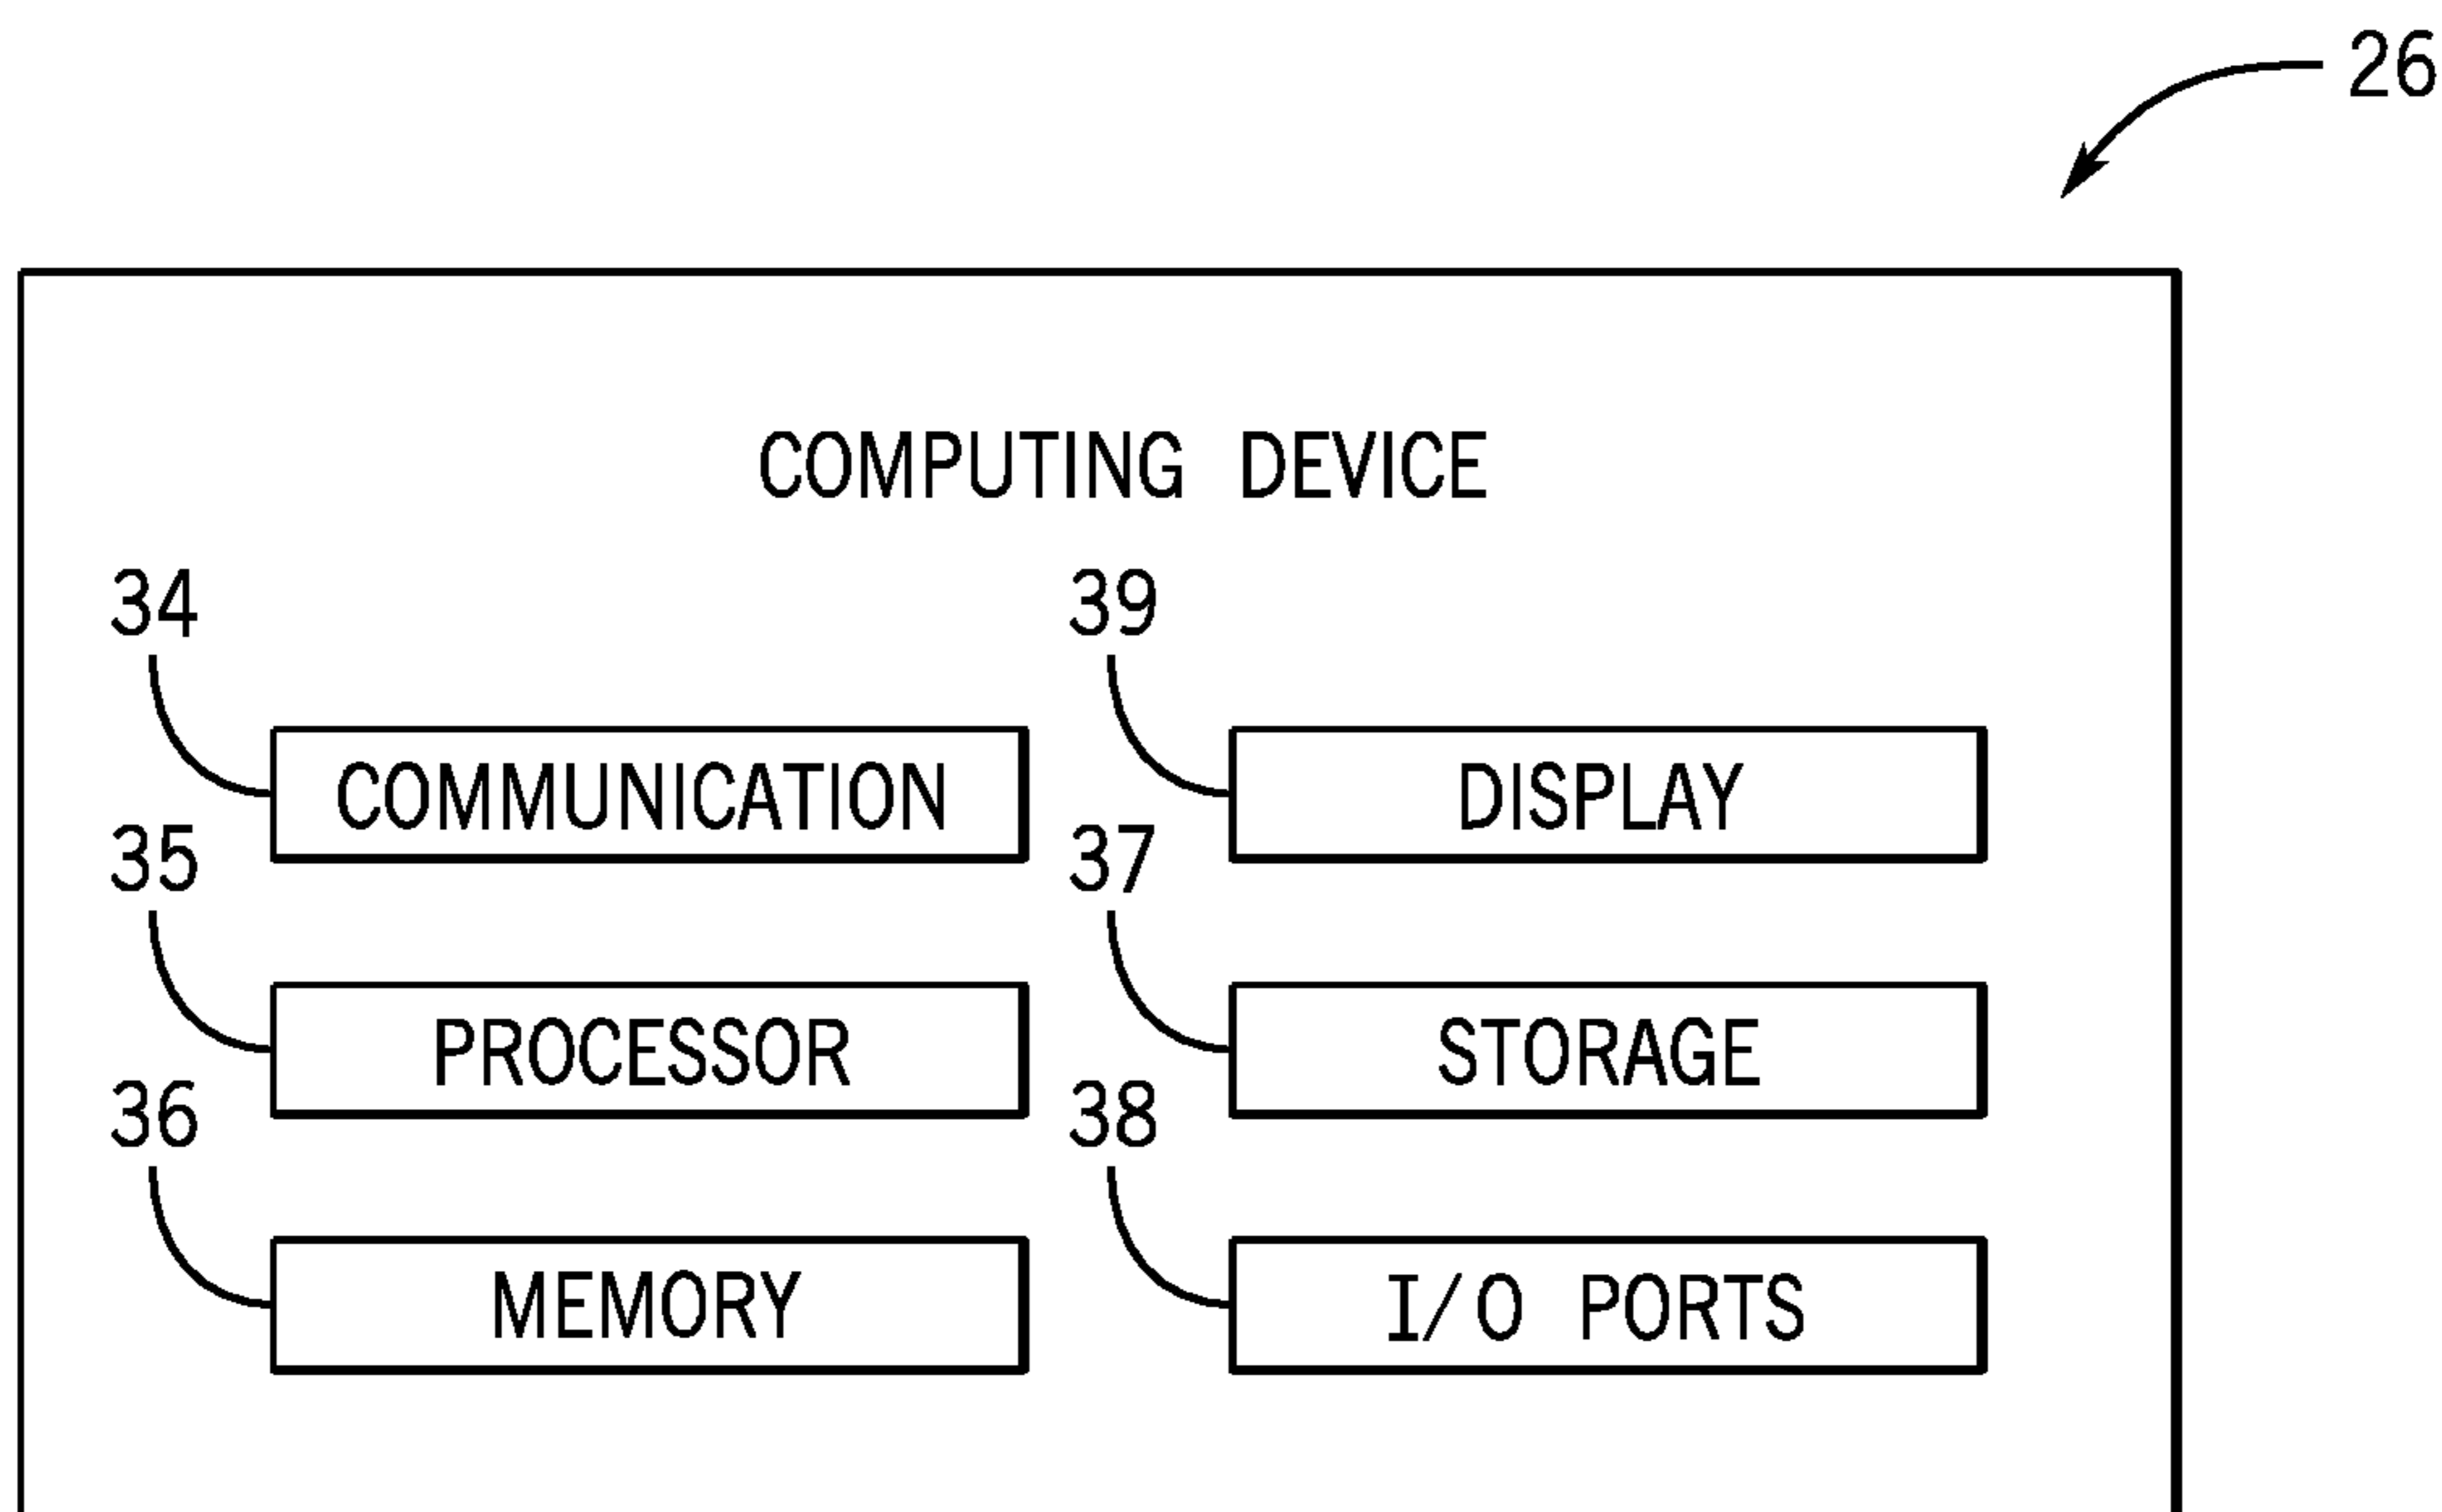 26
COMPUTING DEVICE
34
39
COMMUNICATION
DISPLAY
35
37
PROCESSOR
STORAGE
36
38
MEMORY
I/O PORTS